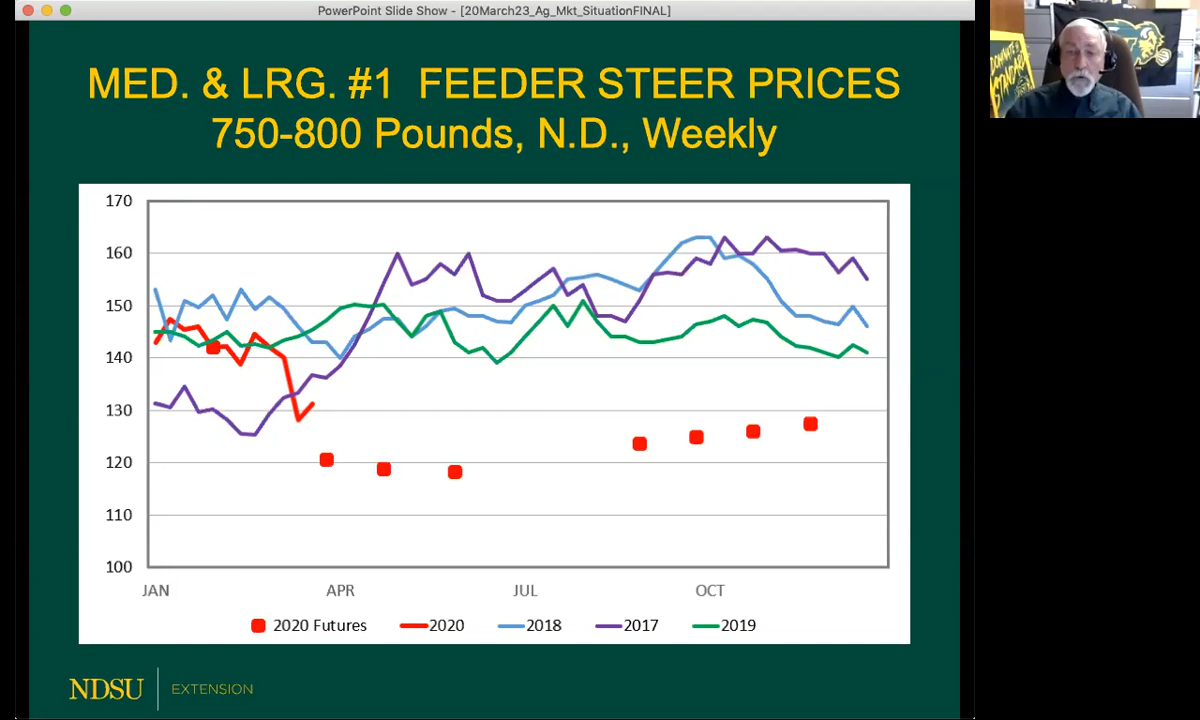 PowerPoint Slide Show - [20March23_Ag_Mkt_SituationFINAL]
MED. & LRG. #1 FEEDER STEER PRICES
750-800 Pounds, N.D., Weekly
170
160
150
140
130
120
110
100
JAN APR JUL OCT
2020 Futures 2020 2018 2017 2019
NDSU EXTENSION